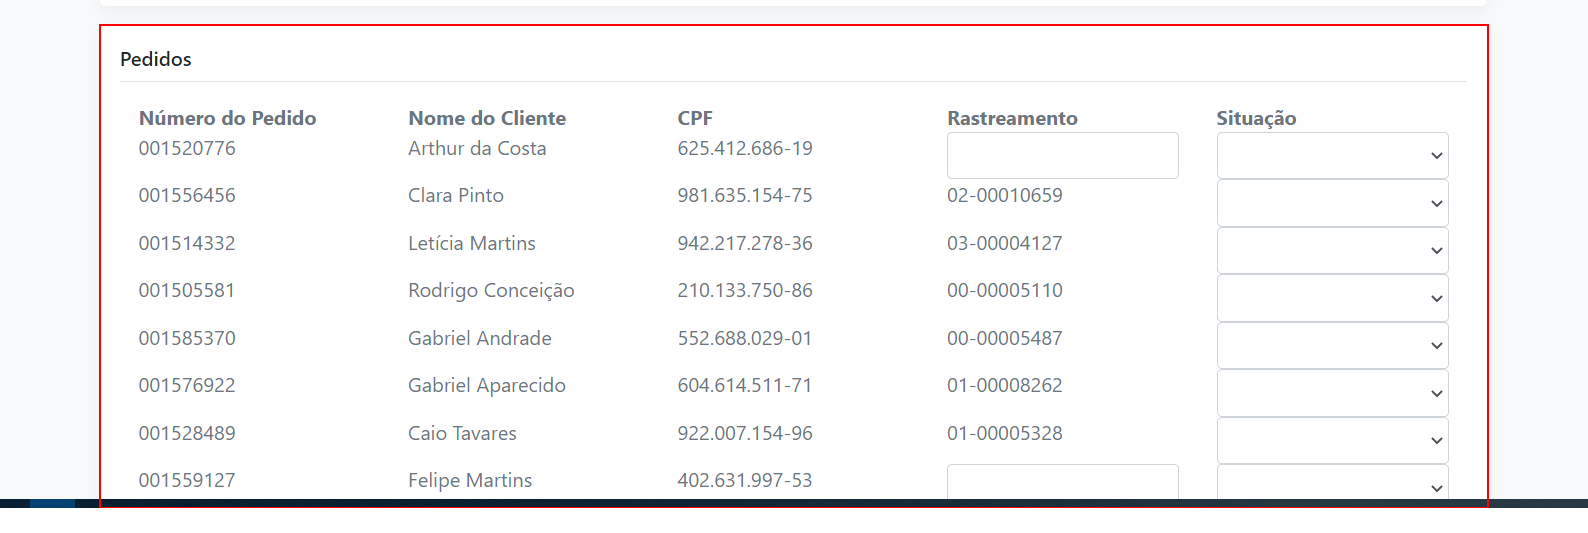 Pedidos
Número do Pedido Nome do Cliente CPF Rastreamento Situação
001520776 Arthur da Costa 625.412.686-19
001556456 Clara Pinto 981.635.154-75 02-00010659
001514332 Letícia Martins 942.217.278-36 03-00004127
001505581 Rodrigo Conceição 210.133.750-86 00-00005110
001585370 Gabriel Andrade 552.688.029-01 00-00005487
001576922 Gabriel Aparecido 604.614.511-71 01-00008262
001528489 Caio Tavares 922.007.154-96 01-00005328
001559127 Felipe Martins 402.631.997-53